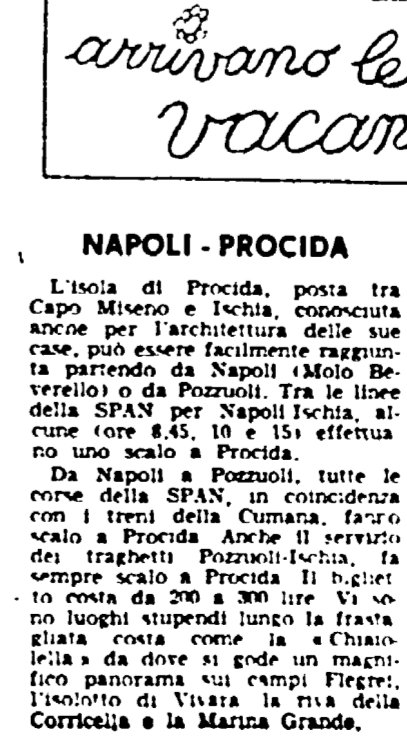 arrivano le
vacan
NAPOLI - PROCIDA
L'isola di Procida, posta tra
Capo Miseno e Ischia, conosciuta
anche per l'architettura delle sue
case, può essere facilmente raggiun-
ta partendo da Napoli (Molo Be-
verello) o da Pozzuoli. Tra le linee
della SPAN per Napoli Ischia, al-
cune (ore 8,45, 10 e 15) effettua
no uno scalo a Procida.
Da Napoli a Pozzuoli, tutte le
corse della SPAN, in coincidenza
con i treni della Cumana, fanno
scalo a Procida Anche il servizio
dei traghetti Pozzuoli-Ischia, fa
sempre scalo a Procida Il bigliet
to costa da 200 a 300 lire Vi so-
no luoghi stupendi lungo la frasta
gliata costa come la « Chiaio-
lella » da dove si gode un magni-
fico panorama sui campi Flegrei,
l'isolotto di Vivara la riva della
Corricella e la Marina Grande.